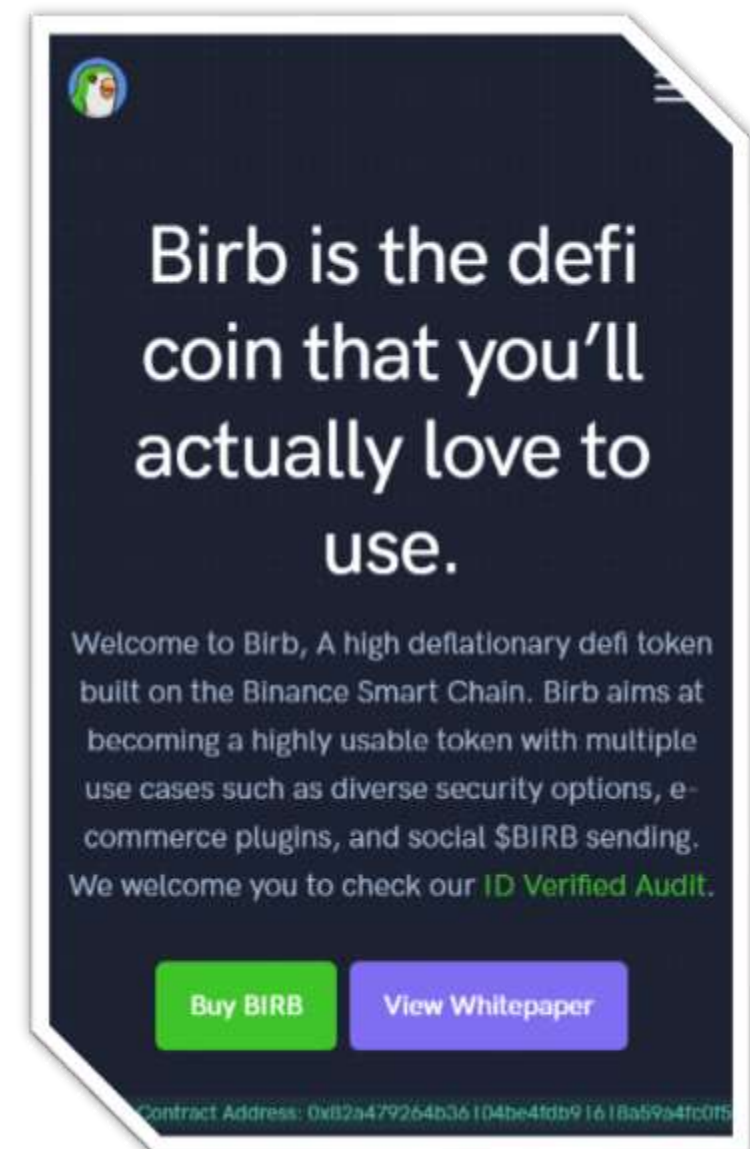 Birb is the defi
coin that you’ll
actually love to
use.
Welcome to Birb, A high deflationary defi token
built on the Binance Smart Chain. Birb aims at
becoming a highly usable token with multiple
use cases such as diverse security options, e-
commerce plugins, and social $BIRB sending.
We welcome you to check our ID Verified Audit.
Buy BIRB
View Whitepaper
Contract Address: